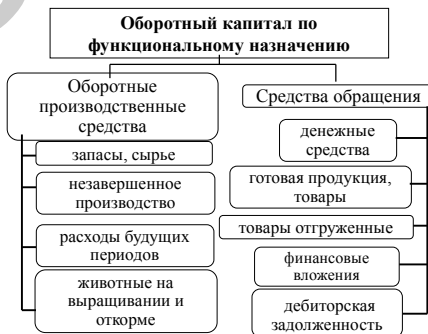 Оборотный капитал по
функциональному назначению
Оборотные
производственные
средства
запасы, сырье
незавершенное
производство
расходы будущих
периодов
животные на
выращивании и
откорме
Средства обращения
денежные
средства
готовая продукция,
товары
товары отгруженные
финансовые
вложения
дебиторская
задолженность